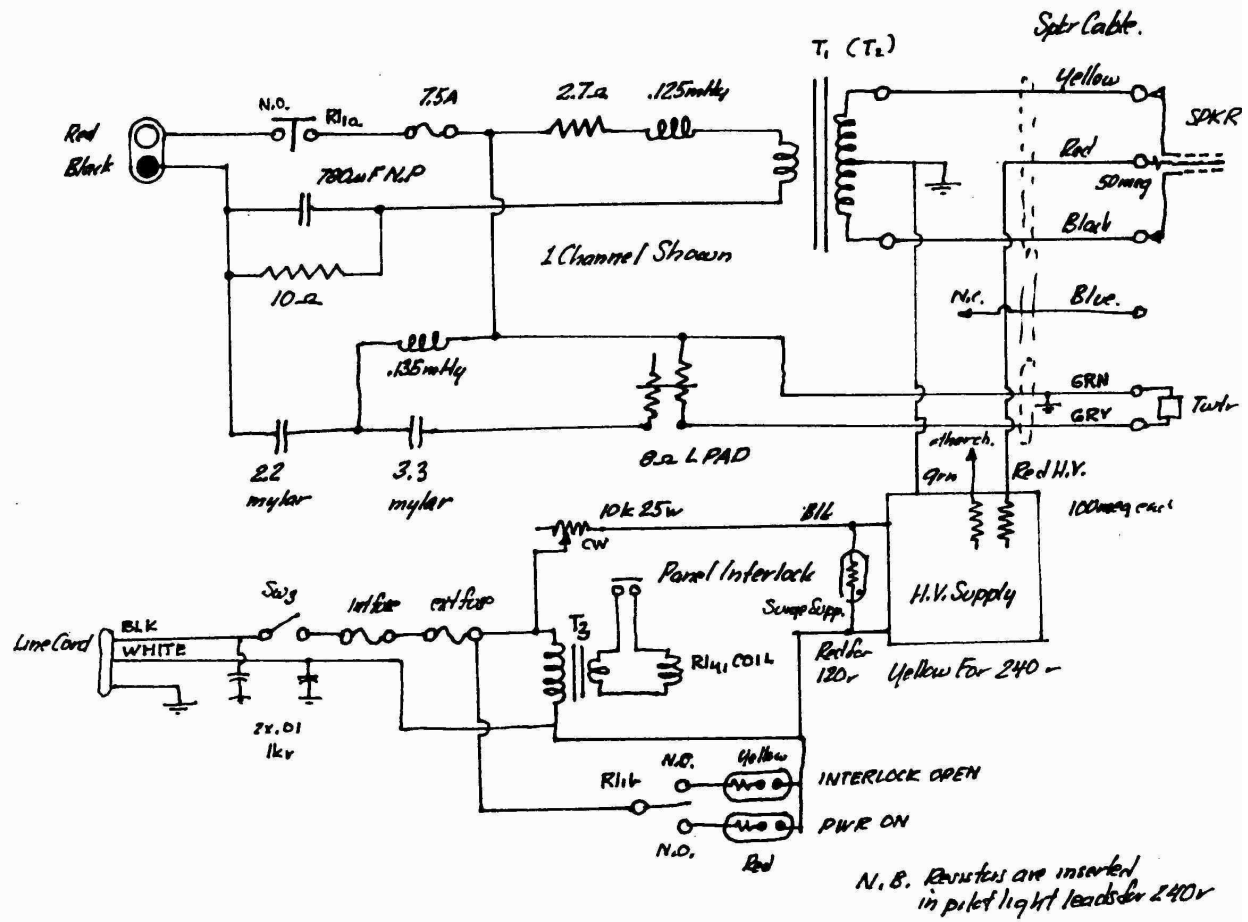 Spkr Cable.
T1 (T2)
Yellow
N.O.
Rl1a
7.5A
2.7Ω
.125mHy
SPKR
Red
Black
Red
50meg
780uF N.P
Black
1 Channel Shown
10Ω
N.C.
Blue.
.135mHy
GRN
GRY
Twtr
8Ω L PAD
other ch.
grn
Red H.V.
2.2
mylar
3.3
mylar
100meg each
10k 25w
CW
Blk
Panel Interlock
H.V. Supply
Surge Supp.
Sw3
Int fuse
ext fuse
T3
Line Cord
BLK
WHITE
COIL
Red for
120v
Yellow For 240v
2x.01
1kv
N.O.
Yellow
INTERLOCK OPEN
Rl1b
PWR ON
N.O.
Red
N.B. Resistors are inserted
in pilot light leads for 240v